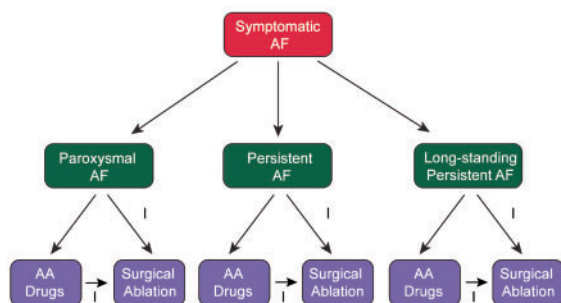 Symptomatic
AF
Paroxysmal
AF
Persistent
AF
Long-standing
Persistent AF
I
I
I
AA
Drugs
I
Surgical
Ablation
AA
Drugs
I
Surgical
Ablation
AA
Drugs
I
Surgical
Ablation